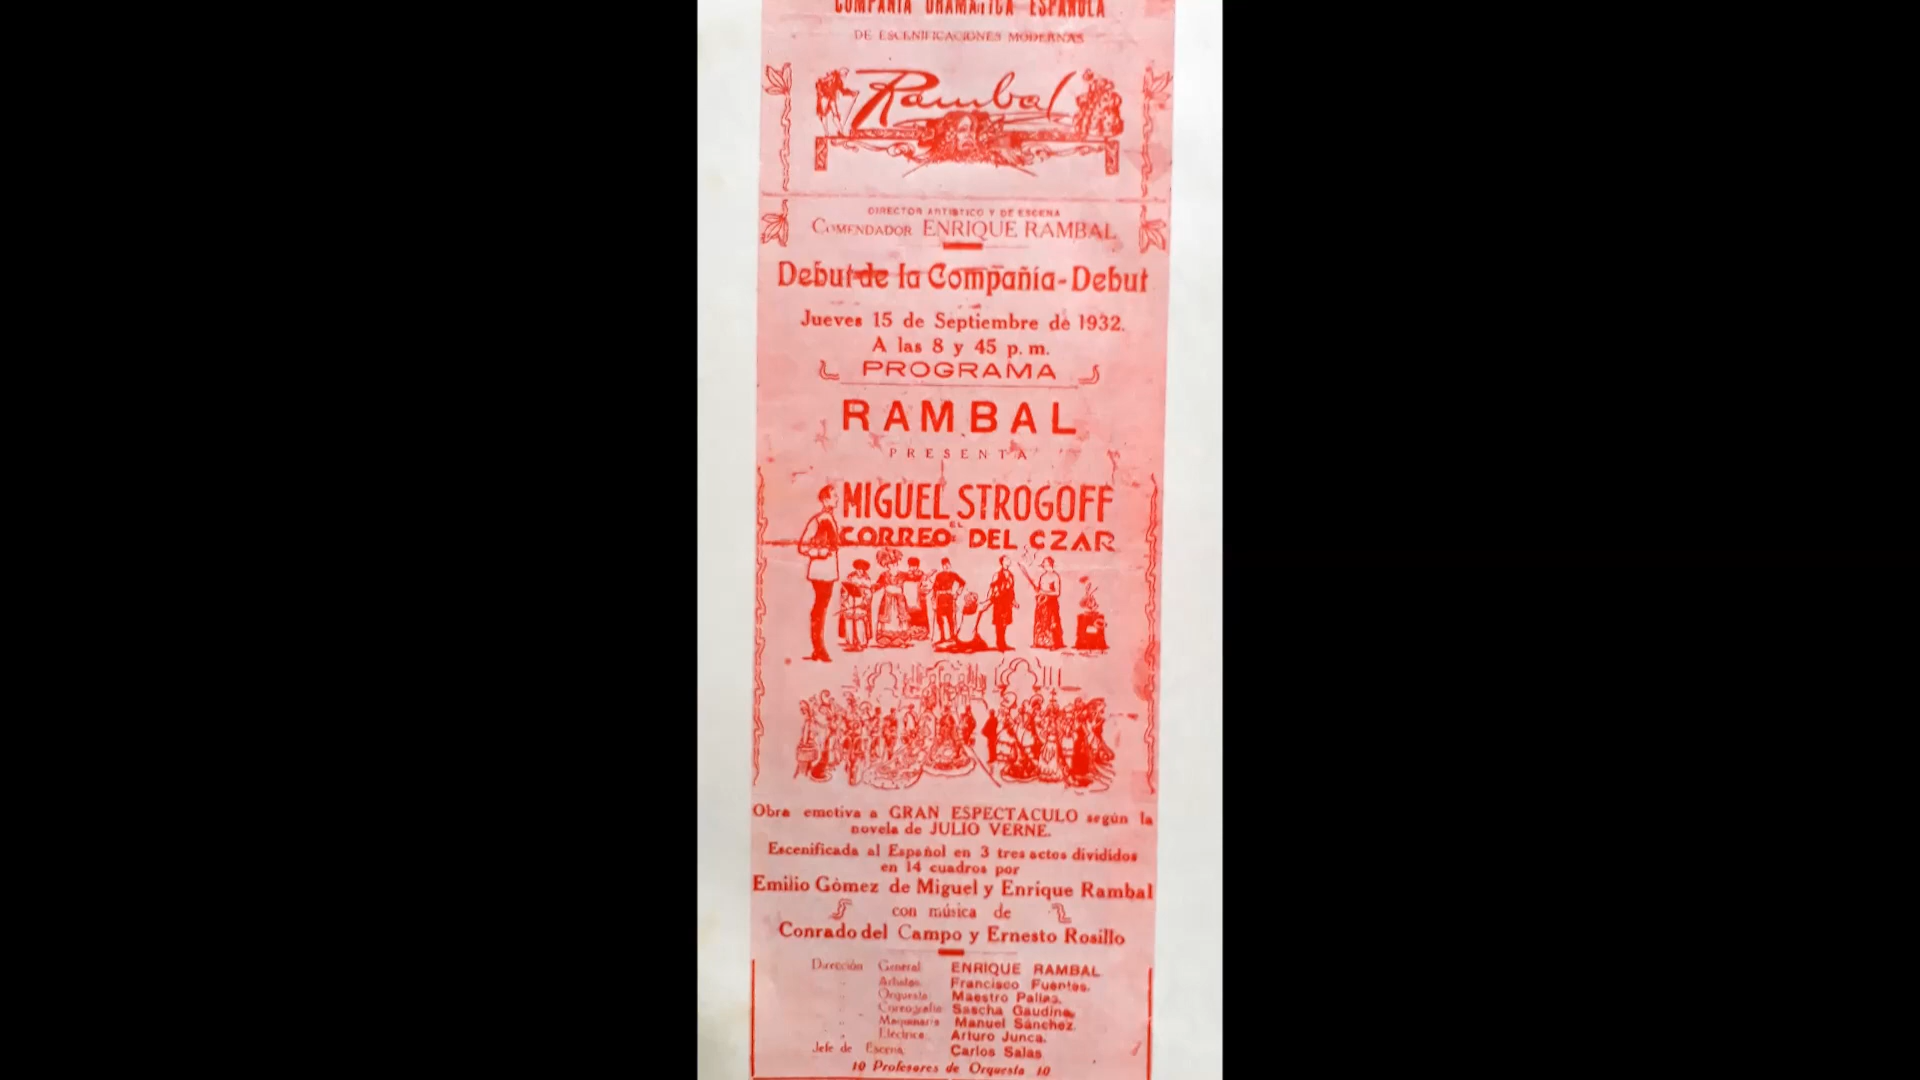 COMPAÑIA DRAMATICA ESPAÑOLA
DE ESCENIFICACIONES MODERNAS
Rambal
DIRECTOR ARTISTICO Y DE ESCENA
COMENDADOR ENRIQUE RAMBAL
Debut de la Compañía-Debut
Jueves 15 de Septiembre de 1932.
A las 8 y 45 p. m.
PROGRAMA
RAMBAL
PRESENTA
MIGUEL STROGOFF
EL
CORREO DEL CZAR
Obra emotiva a GRAN ESPECTACULO según la
novela de JULIO VERNE.
Escenificada al Español en 3 tres actos divididos
en 14 cuadros por
Emilio Gòmez de Miguel y Enrique Rambal
con música de
Conrado del Campo y Ernesto Rosillo
Dirección General ENRIQUE RAMBAL
„ Artistas Francisco Fuentes.
„ Orquesta Maestro Pallás.
„ Coreografia Sascha Gaudine.
„ Maquinaria Manuel Sánchez.
„ Eléctrica Arturo Junca.
Jefe de Escena Carlos Salas
10 Profesores de Orquesta 10